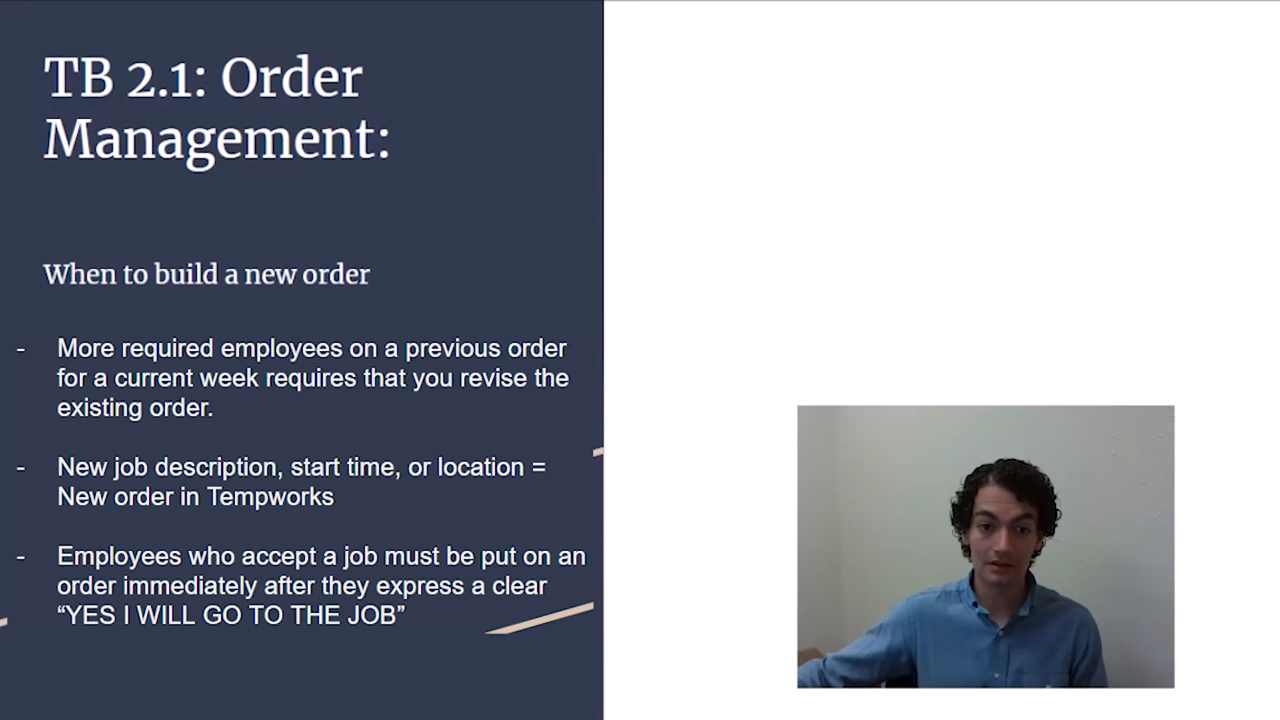 TB 2.1: Order
Management:
When to build a new order
- More required employees on a previous order
for a current week requires that you revise the
existing order.
- New job description, start time, or location =
New order in Tempworks
- Employees who accept a job must be put on an
order immediately after they express a clear
“YES I WILL GO TO THE JOB”